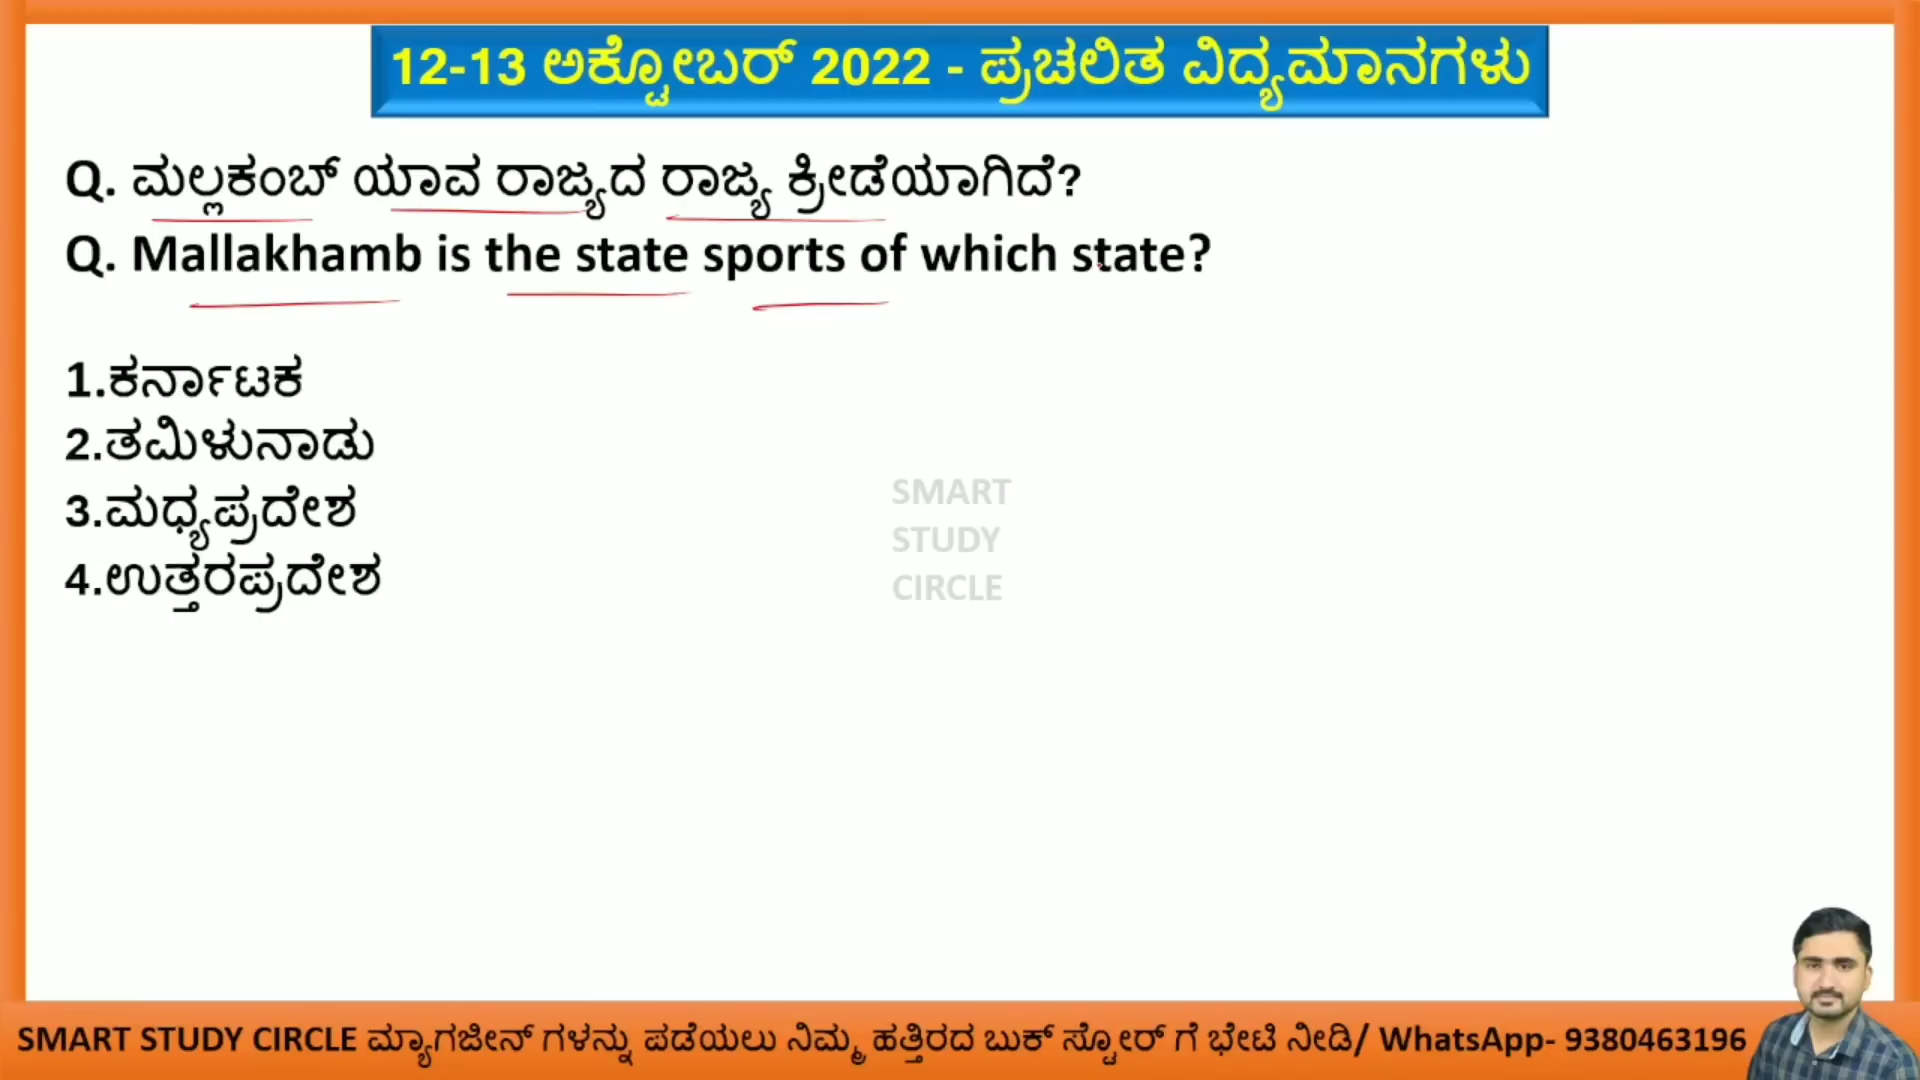 12-13 ಅಕ್ಟೋಬರ್ 2022 - ಪ್ರಚಲಿತ ವಿದ್ಯಮಾನಗಳು
Q. ಮಲ್ಲಕಂಬ್ ಯಾವ ರಾಜ್ಯದ ರಾಜ್ಯ ಕ್ರೀಡೆಯಾಗಿದೆ?
Q. Mallakhamb is the state sports of which state?
1.ಕರ್ನಾಟಕ
2.ತಮಿಳುನಾಡು
3.ಮಧ್ಯಪ್ರದೇಶ
4.ಉತ್ತರಪ್ರದೇಶ
SMART
STUDY
CIRCLE
SMART STUDY CIRCLE ಮ್ಯಾಗಜೀನ್ ಗಳನ್ನು ಪಡೆಯಲು ನಿಮ್ಮ ಹತ್ತಿರದ ಬುಕ್ ಸ್ಟೋರ್ ಗೆ ಭೇಟಿ ನೀಡಿ/ WhatsApp- 9380463196